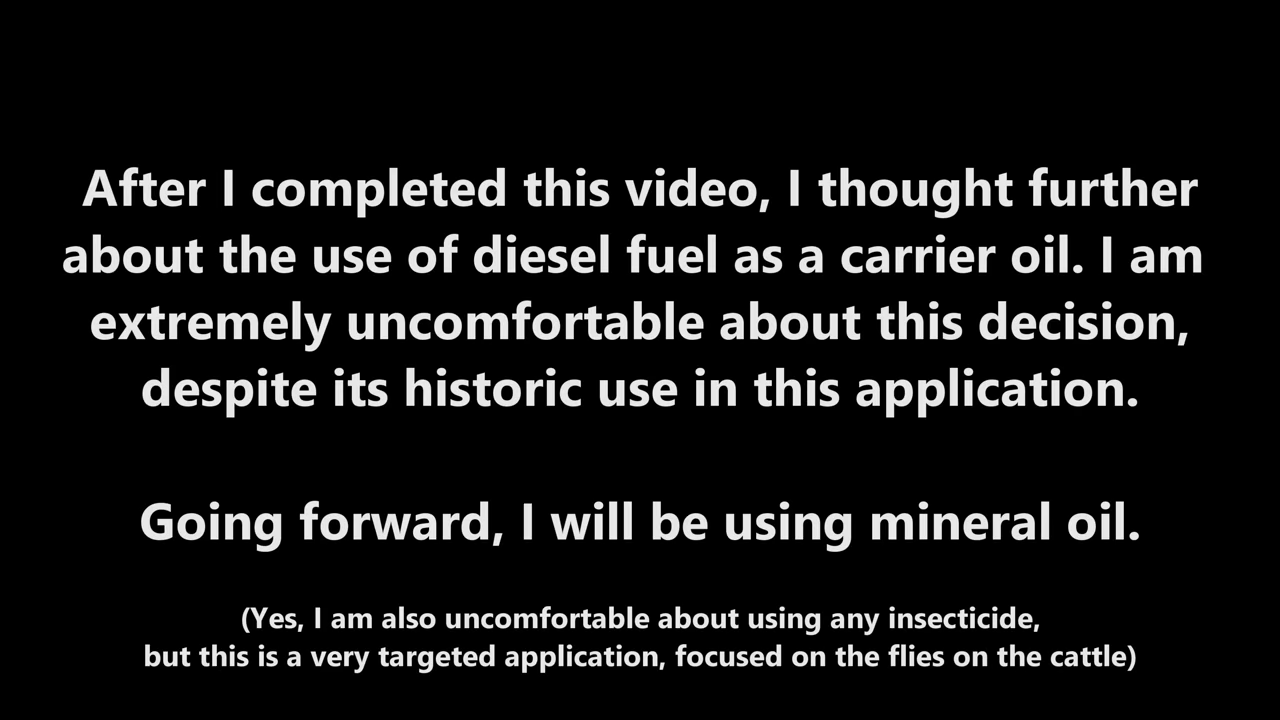 After I completed this video, I thought further
about the use of diesel fuel as a carrier oil. I am
extremely uncomfortable about this decision,
despite its historic use in this application.
Going forward, I will be using mineral oil.
(Yes, I am also uncomfortable about using any insecticide,
but this is a very targeted application, focused on the flies on the cattle)